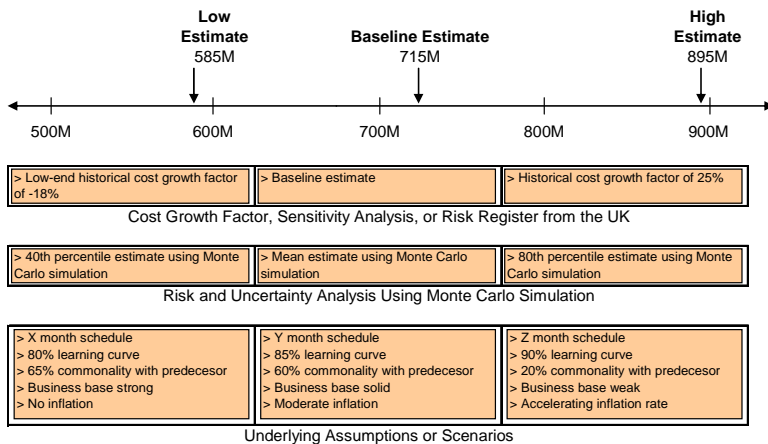 Low
Estimate
585M
Baseline Estimate
715M
High
Estimate
895M
500M
600M
700M
800M
900M
> Low-end historical cost growth factor
of -18%
> Baseline estimate
> Historical cost growth factor of 25%
Cost Growth Factor, Sensitivity Analysis, or Risk Register from the UK
> 40th percentile estimate using Monte
Carlo simulation
> Mean estimate using Monte Carlo
simulation
> 80th percentile estimate using Monte
Carlo simulation
Risk and Uncertainty Analysis Using Monte Carlo Simulation
> X month schedule
> 80% learning curve
> 65% commonality with predecesor
> Business base strong
> No inflation
> Y month schedule
> 85% learning curve
> 60% commonality with predecesor
> Business base solid
> Moderate inflation
> Z month schedule
> 90% learning curve
> 20% commonality with predecesor
> Business base weak
> Accelerating inflation rate
Underlying Assumptions or Scenarios